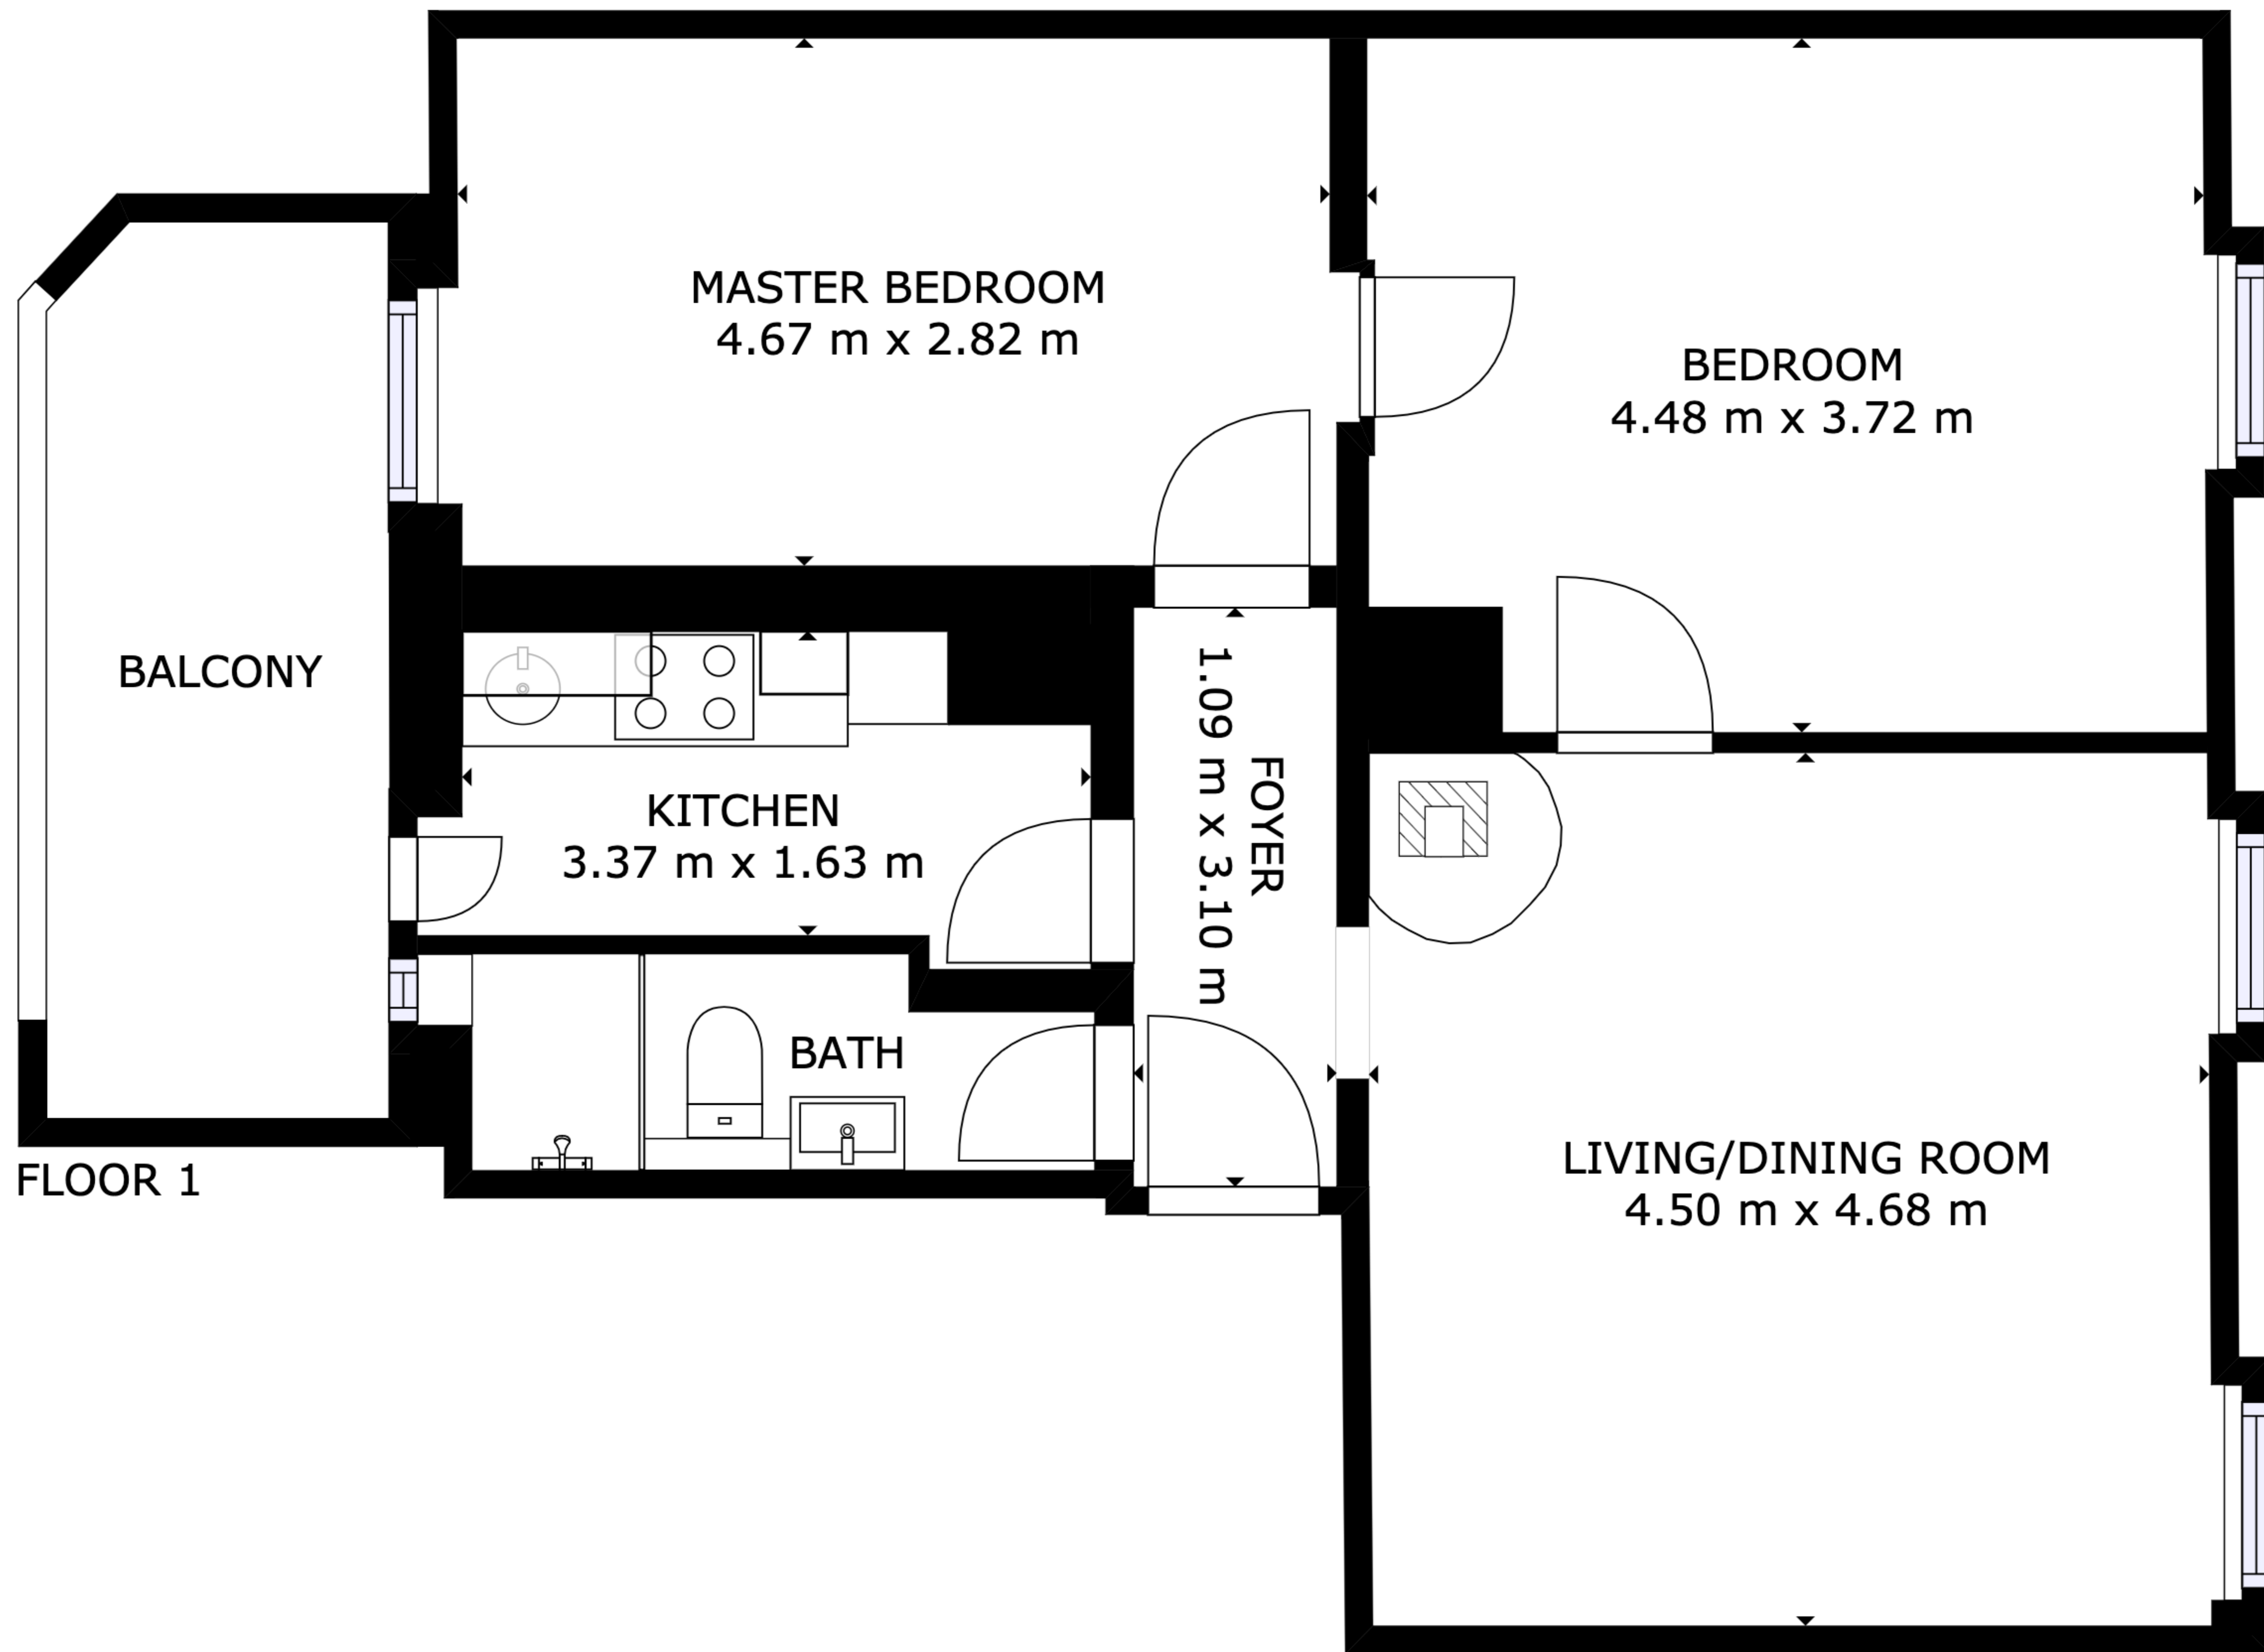 MASTER BEDROOM
4.67 m x 2.82 m
BEDROOM
4.48 m x 3.72 m
BALCONY
KITCHEN
3.37 m x 1.63 m
FOYER
1.09 m x 3.10 m
BATH
LIVING/DINING ROOM
4.50 m x 4.68 m
FLOOR 1